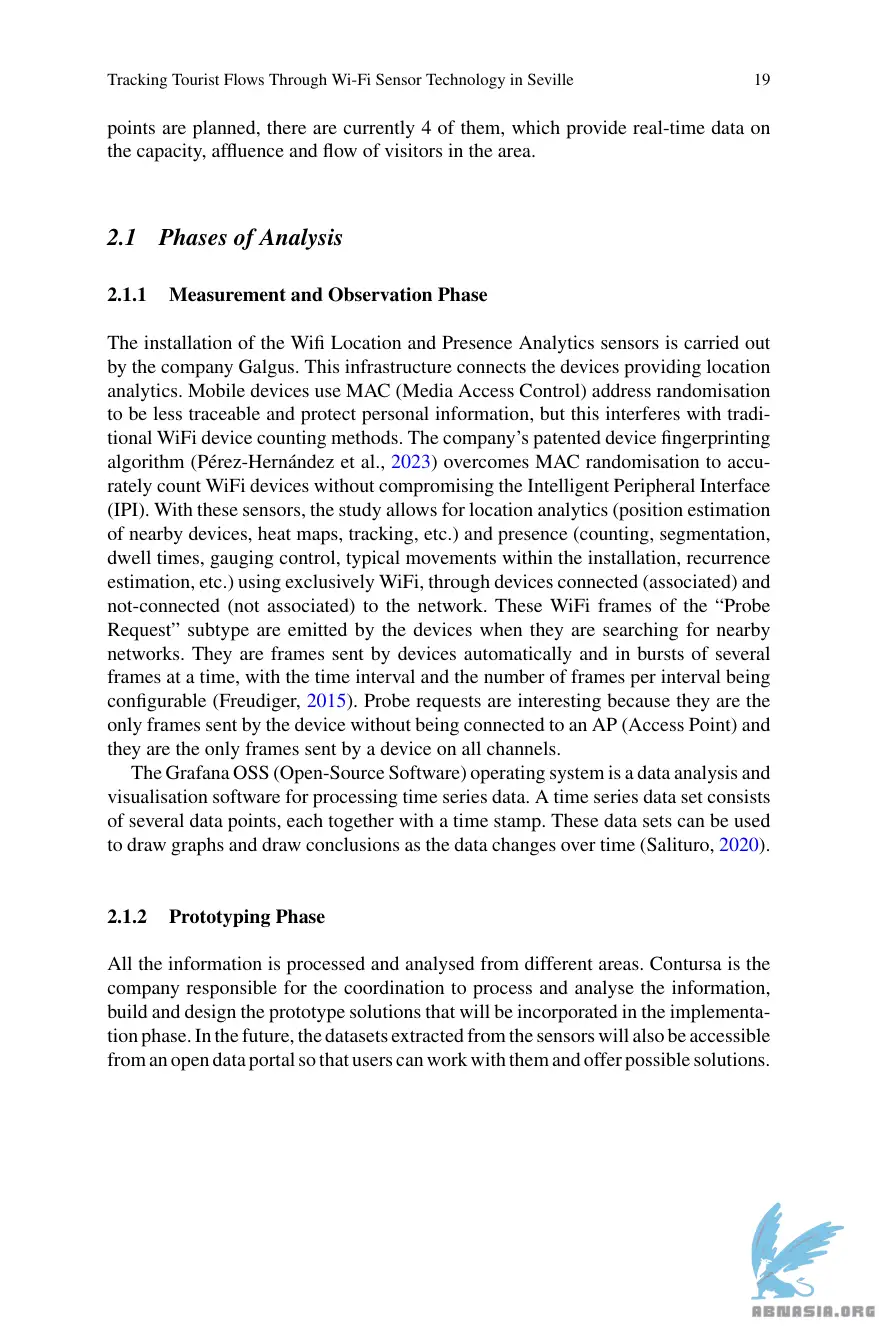 Tracking Tourist Flows Through Wi-Fi Sensor Technology in Seville 19
points are planned, there are currently 4 of them, which provide real-time data on
the capacity, affluence and flow of visitors in the area.
2.1 Phases of Analysis
2.1.1 Measurement and Observation Phase
The installation of the Wifi Location and Presence Analytics sensors is carried out
by the company Galgus. This infrastructure connects the devices providing location
analytics. Mobile devices use MAC (Media Access Control) address randomisation
to be less traceable and protect personal information, but this interferes with tradi-
tional WiFi device counting methods. The company's patented device fingerprinting
algorithm (Pérez-Hernández et al., 2023) overcomes MAC randomisation to accu-
rately count WiFi devices without compromising the Intelligent Peripheral Interface
(IPI). With these sensors, the study allows for location analytics (position estimation
of nearby devices, heat maps, tracking, etc.) and presence (counting, segmentation,
dwell times, gauging control, typical movements within the installation, recurrence
estimation, etc.) using exclusively WiFi, through devices connected (associated) and
not-connected (not associated) to the network. These WiFi frames of the “Probe
Request” subtype are emitted by the devices when they are searching for nearby
networks. They are frames sent by devices automatically and in bursts of several
frames at a time, with the time interval and the number of frames per interval being
configurable (Freudiger, 2015). Probe requests are interesting because they are the
only frames sent by the device without being connected to an AP (Access Point) and
they are the only frames sent by a device on all channels.
The Grafana OSS (Open-Source Software) operating system is a data analysis and
visualisation software for processing time series data. A time series data set consists
of several data points, each together with a time stamp. These data sets can be used
to draw graphs and draw conclusions as the data changes over time (Salituro, 2020).
2.1.2 Prototyping Phase
All the information is processed and analysed from different areas. Contursa is the
company responsible for the coordination to process and analyse the information,
build and design the prototype solutions that will be incorporated in the implementa-
tion phase. In the future, the datasets extracted from the sensors will also be accessible
from an open data portal so that users can work with them and offer possible solutions.
ABNASIA.ORG